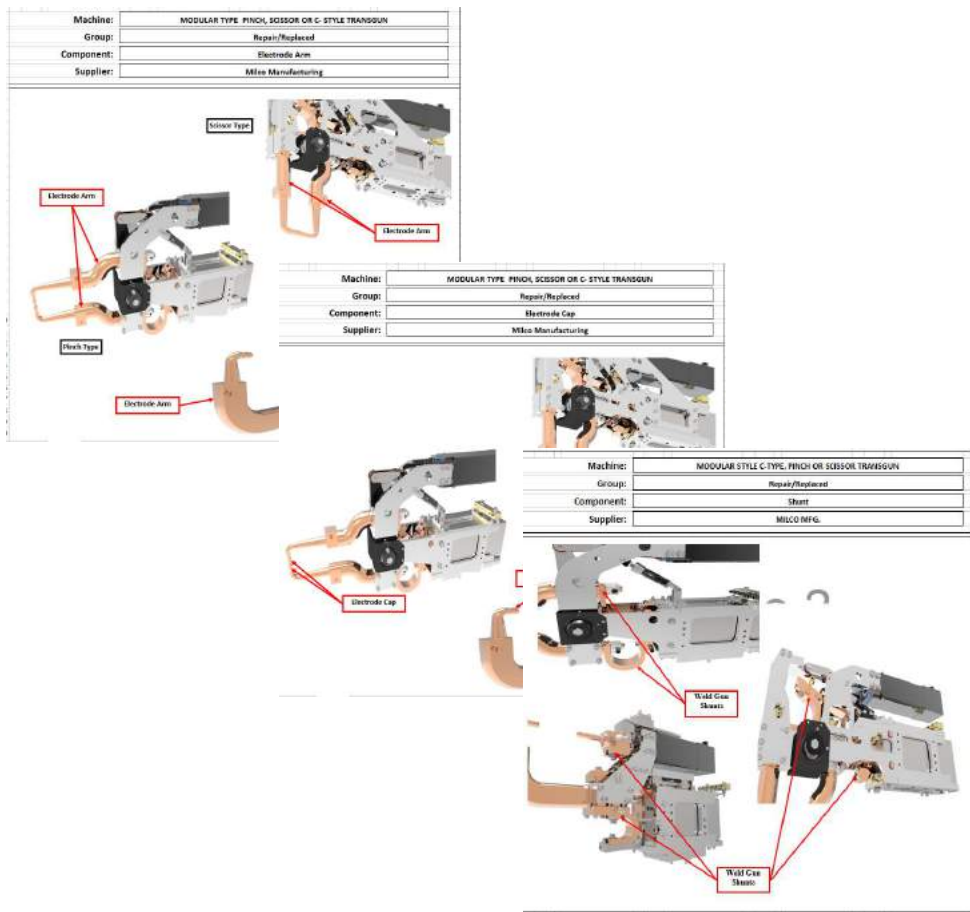 Machine: MODULAR TYPE PINCH, SCISSOR OR C- STYLE TRANSGUN
Group: Repair/Replaced
Component: Electrode Arm
Supplier: Milco Manufacturing
Scissor Type
Electrode Arm
Electrode Arm
Pinch Type
Electrode Arm
Machine: MODULAR TYPE PINCH, SCISSOR OR C- STYLE TRANSGUN
Group: Repair/Replaced
Component: Electrode Cap
Supplier: Milco Manufacturing
Electrode Cap
Machine: MODULAR STYLE C-TYPE, PINCH OR SCISSOR TRANSGUN
Group: Repair/Replaced
Component: Shunt
Supplier: MILCO MFG.
Weld Gun
Shunts
Weld Gun
Shunts